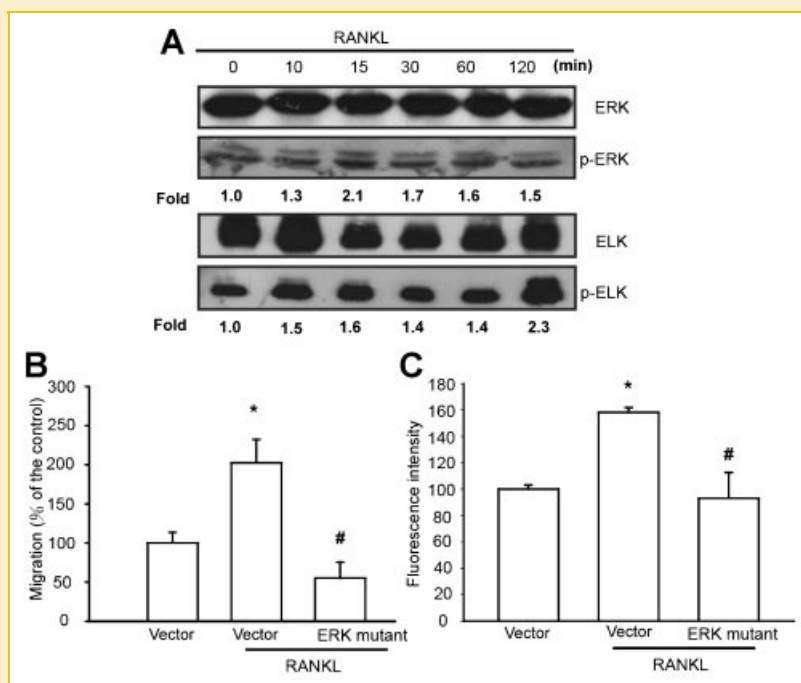 A
RANKL
0 10 15 30 60 120 (min)
ERK
p-ERK
Fold 1.0 1.3 2.1 1.7 1.6 1.5
ELK
p-ELK
Fold 1.0 1.5 1.6 1.4 1.4 2.3
B
Migration (% of the control)
300
250
200
150
100
50
0
*
#
Vector Vector ERK mutant
RANKL
C
Fluorescence intensity
180
160
140
120
100
80
60
40
20
0
*
#
Vector Vector ERK mutant
RANKL